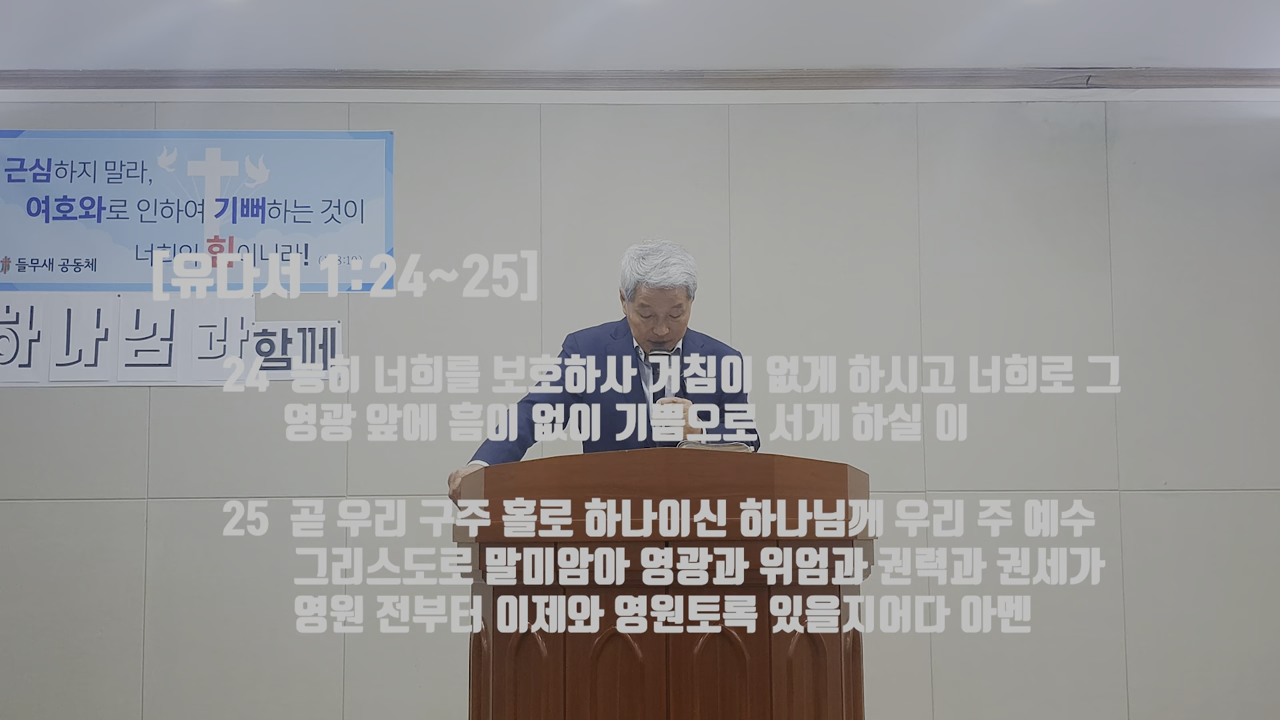 근심하지 말라,
여호와로 인하여 기뻐하는 것이
너희의 힘이니라!
들무새 공동체
하나님과 함께
[유다서 1:24~25]
24 능히 너희를 보호하사 거침이 없게 하시고 너희로 그
영광 앞에 흠이 없이 기쁨으로 서게 하실 이
25 곧 우리 구주 홀로 하나이신 하나님께 우리 주 예수
그리스도로 말미암아 영광과 위엄과 권력과 권세가
영원 전부터 이제와 영원토록 있을지어다 아멘